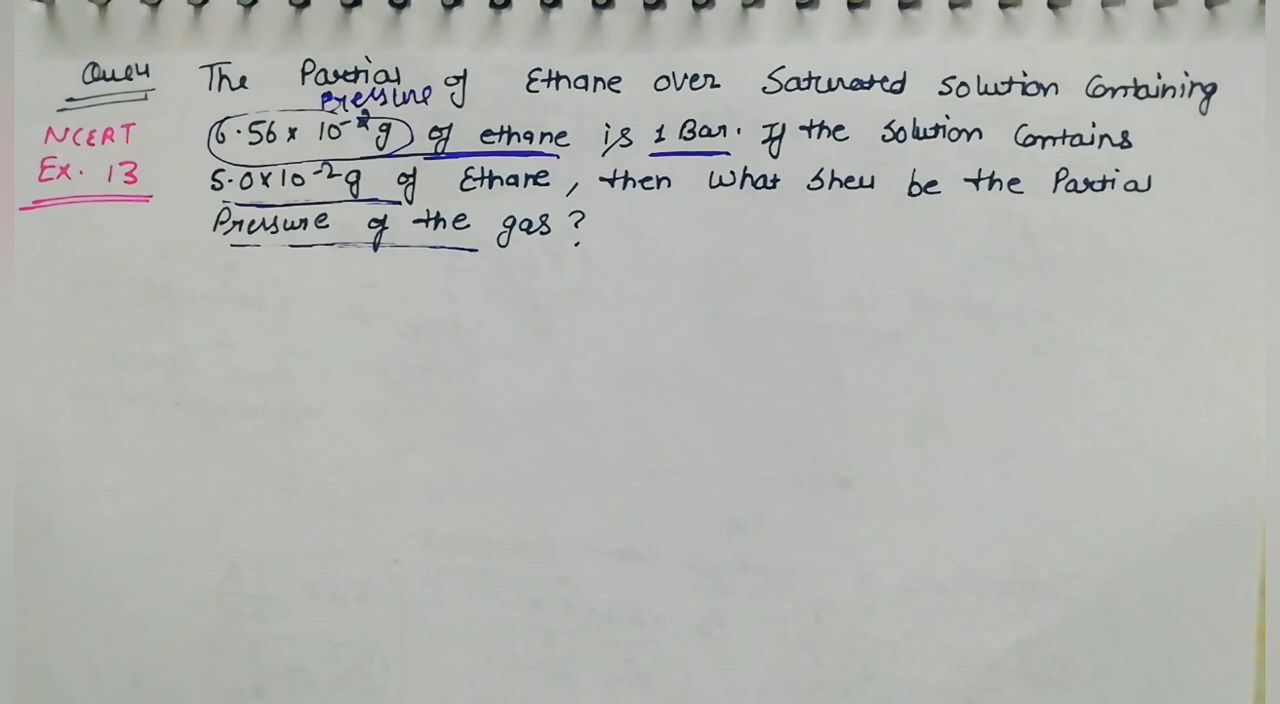 Ques The Partial of Ethane over Saturated solution Containing
pressure
NCERT 6.56 x 10-2g of ethane is 1 Bar. If the solution Contains
Ex. 13 5.0x10-2g of Ethane, then what shell be the Partial
Pressure of the gas?